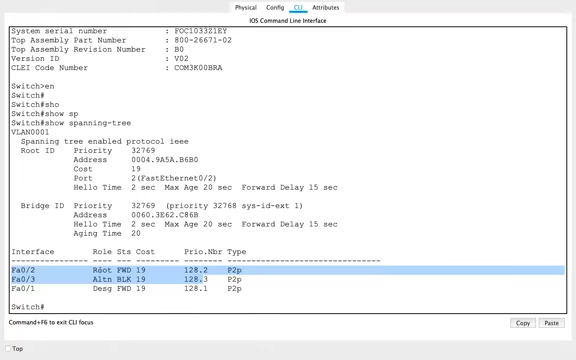 Physical Config CLI Attributes
IOS Command Line Interface
System serial number : FOC1033Z1EY
Top Assembly Part Number : 800-26671-02
Top Assembly Revision Number : B0
Version ID : V02
CLEI Code Number : COM3K00BRA
Switch>en
Switch#
Switch#sho
Switch#show sp
Switch#show spanning-tree
VLAN0001
Spanning tree enabled protocol ieee
Root ID Priority 32769
Address 0004.9A5A.B6B0
Cost 19
Port 2(FastEthernet0/2)
Hello Time 2 sec Max Age 20 sec Forward Delay 15 sec
Bridge ID Priority 32769 (priority 32768 sys-id-ext 1)
Address 0060.3E62.C86B
Hello Time 2 sec Max Age 20 sec Forward Delay 15 sec
Aging Time 20
Interface Role Sts Cost Prio.Nbr Type
---------------- ---- --- --------- -------- --------------------------------
Fa0/2 Root FWD 19 128.2 P2p
Fa0/3 Altn BLK 19 128.3 P2p
Fa0/1 Desg FWD 19 128.1 P2p
Switch#
Command+F6 to exit CLI focus
Copy Paste
Top